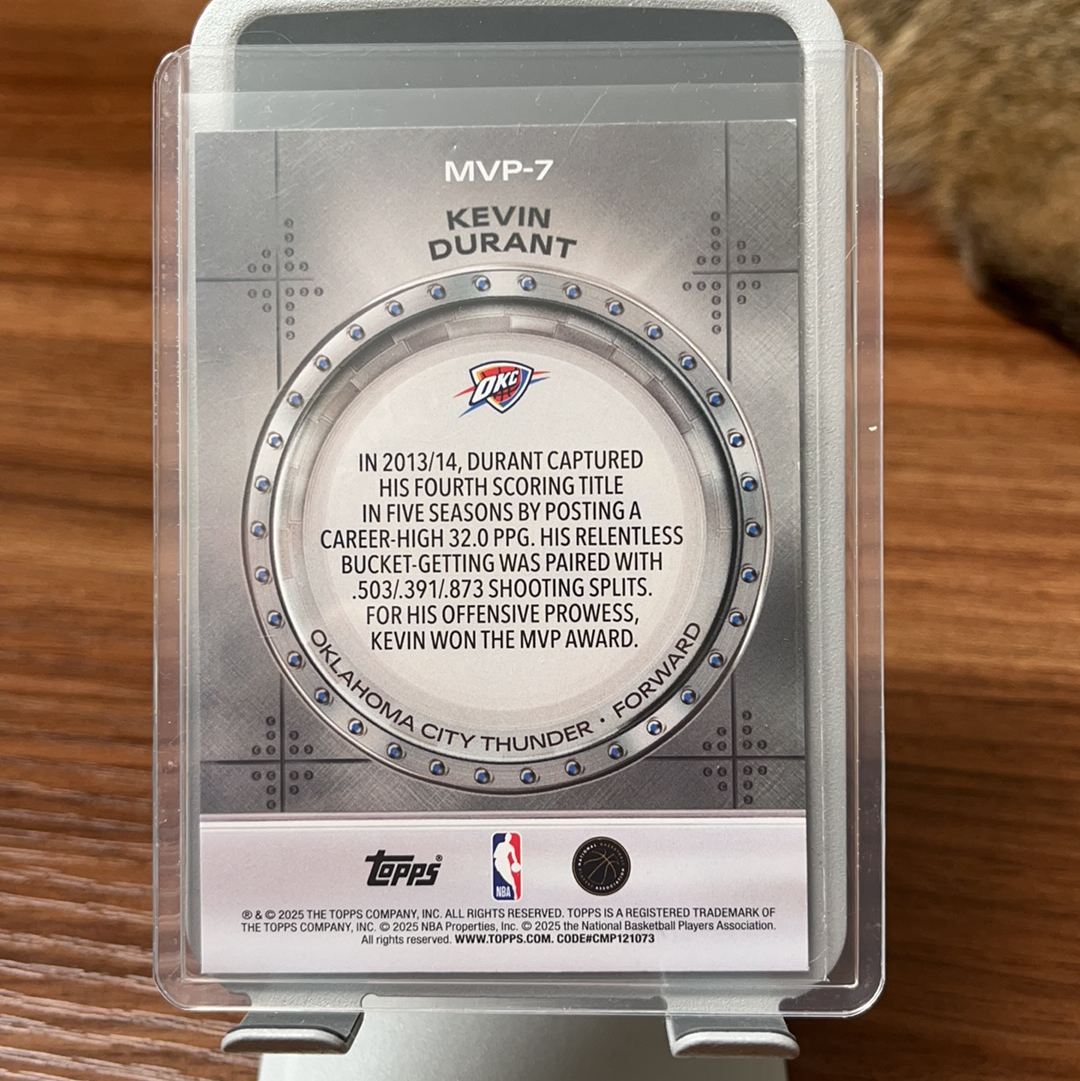 MVP-7
KEVIN
DURANT
OKC
IN 2013/14, DURANT CAPTURED
HIS FOURTH SCORING TITLE
IN FIVE SEASONS BY POSTING A
CAREER-HIGH 32.0 PPG. HIS RELENTLESS
BUCKET-GETTING WAS PAIRED WITH
.503/.391/.873 SHOOTING SPLITS.
FOR HIS OFFENSIVE PROWESS,
KEVIN WON THE MVP AWARD.
OKLAHOMA CITY THUNDER • FORWARD
Topps®
NBA
NATIONAL BASKETBALL
ASSOCIATION
® & © 2025 THE TOPPS COMPANY, INC. ALL RIGHTS RESERVED. TOPPS IS A REGISTERED TRADEMARK OF
THE TOPPS COMPANY, INC. © 2025 NBA Properties, Inc. © 2025 the National Basketball Players Association.
All rights reserved. WWW.TOPPS.COM. CODE#CMP121073